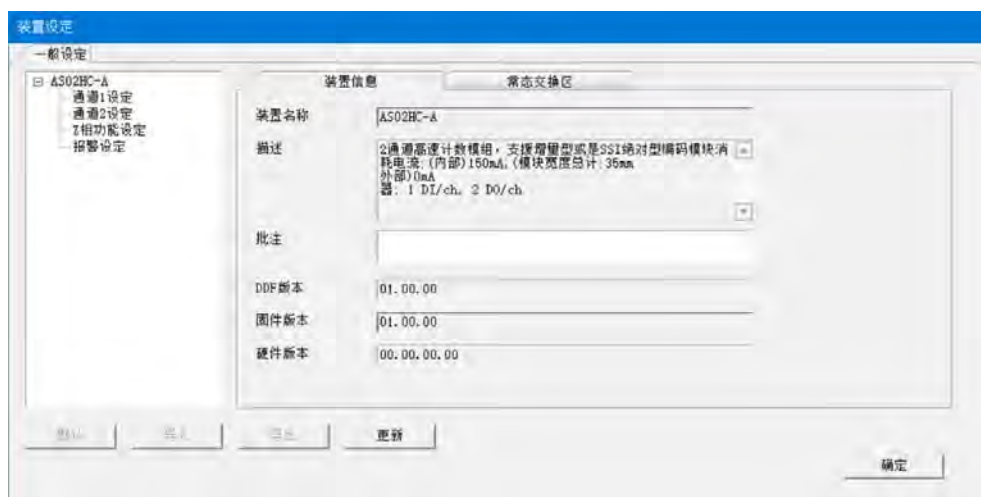 装置设定
一般设定
AS02HC-A
通道1设定
通道2设定
Z相功能设定
报警设定
装置信息
常态交换区
装置名称
AS02HC-A
描述
2通道高速计数模组，支援增量型或是SSI绝对型编码模块消
耗电流:(内部)150mA,(模块宽度总计:35mm
外部)0mA
器: 1 DI/ch, 2 DO/ch
批注
DDF版本
01.00.00
固件版本
01.00.00
硬件版本
00.00.00.00
更新
确定